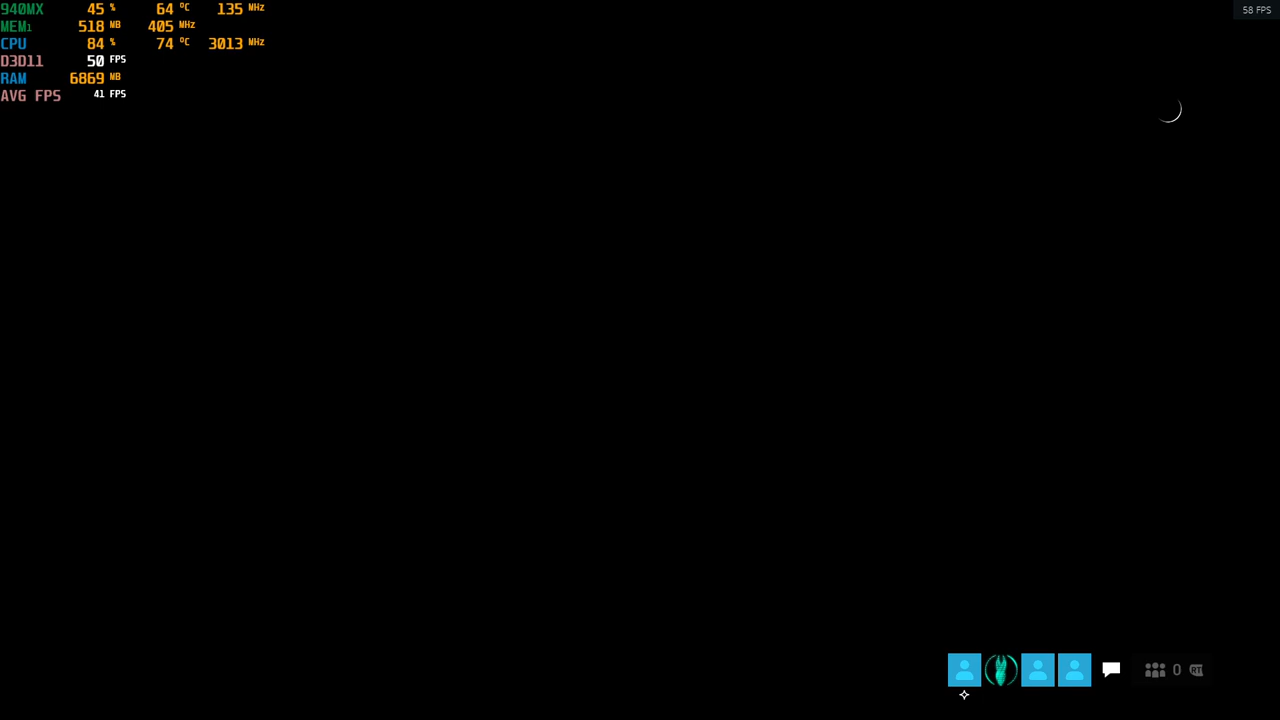 940MX 45 % 64 °C 135 MHz
MEM1 518 MB 405 MHz
CPU 84 % 74 °C 3013 MHz
D3D11 50 FPS
RAM 6869 MB
AVG FPS 41 FPS
58 FPS
0 RT